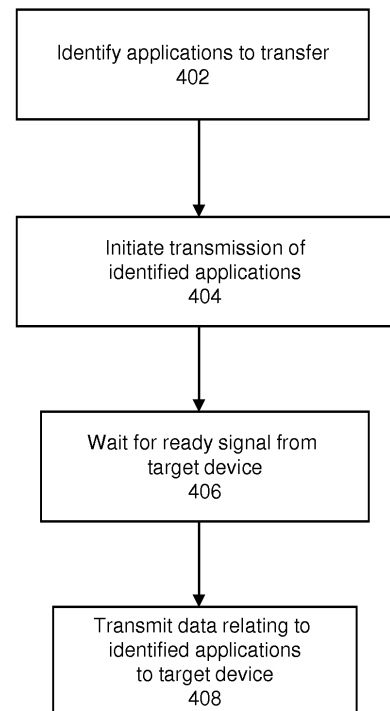 Identify applications to transfer
402
Initiate transmission of
identified applications
404
Wait for ready signal from
target device
406
Transmit data relating to
identified applications
to target device
408